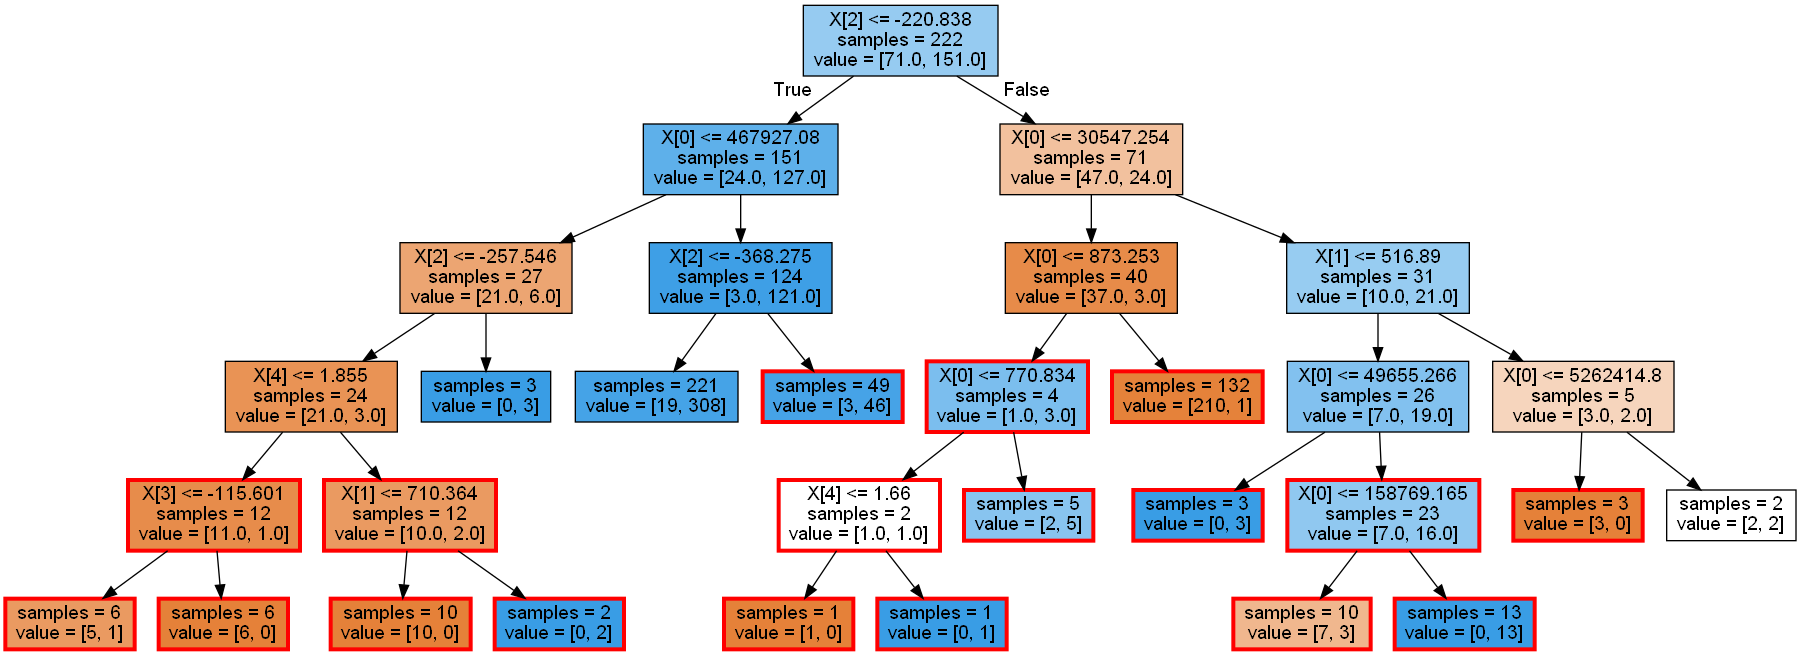 X[2] <= -220.838
samples = 222
value = [71.0, 151.0]
True
False
X[0] <= 467927.08
samples = 151
value = [24.0, 127.0]
X[0] <= 30547.254
samples = 71
value = [47.0, 24.0]
X[2] <= -257.546
samples = 27
value = [21.0, 6.0]
X[2] <= -368.275
samples = 124
value = [3.0, 121.0]
X[0] <= 873.253
samples = 40
value = [37.0, 3.0]
X[1] <= 516.89
samples = 31
value = [10.0, 21.0]
X[4] <= 1.855
samples = 24
value = [21.0, 3.0]
samples = 3
value = [0, 3]
samples = 221
value = [19, 308]
samples = 49
value = [3, 46]
X[0] <= 770.834
samples = 4
value = [1.0, 3.0]
samples = 132
value = [210, 1]
X[0] <= 49655.266
samples = 26
value = [7.0, 19.0]
X[0] <= 5262414.8
samples = 5
value = [3.0, 2.0]
X[3] <= -115.601
samples = 12
value = [11.0, 1.0]
X[1] <= 710.364
samples = 12
value = [10.0, 2.0]
X[4] <= 1.66
samples = 2
value = [1.0, 1.0]
samples = 5
value = [2, 5]
samples = 3
value = [0, 3]
X[0] <= 158769.165
samples = 23
value = [7.0, 16.0]
samples = 3
value = [3, 0]
samples = 2
value = [2, 2]
samples = 6
value = [5, 1]
samples = 6
value = [6, 0]
samples = 10
value = [10, 0]
samples = 2
value = [0, 2]
samples = 1
value = [1, 0]
samples = 1
value = [0, 1]
samples = 10
value = [7, 3]
samples = 13
value = [0, 13]